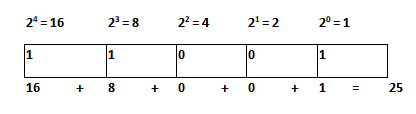 2⁴ = 16 2³ = 8 2² = 4 2¹ = 2 2⁰ = 1
1 1 0 0 1
16 + 8 + 0 + 0 + 1 = 25